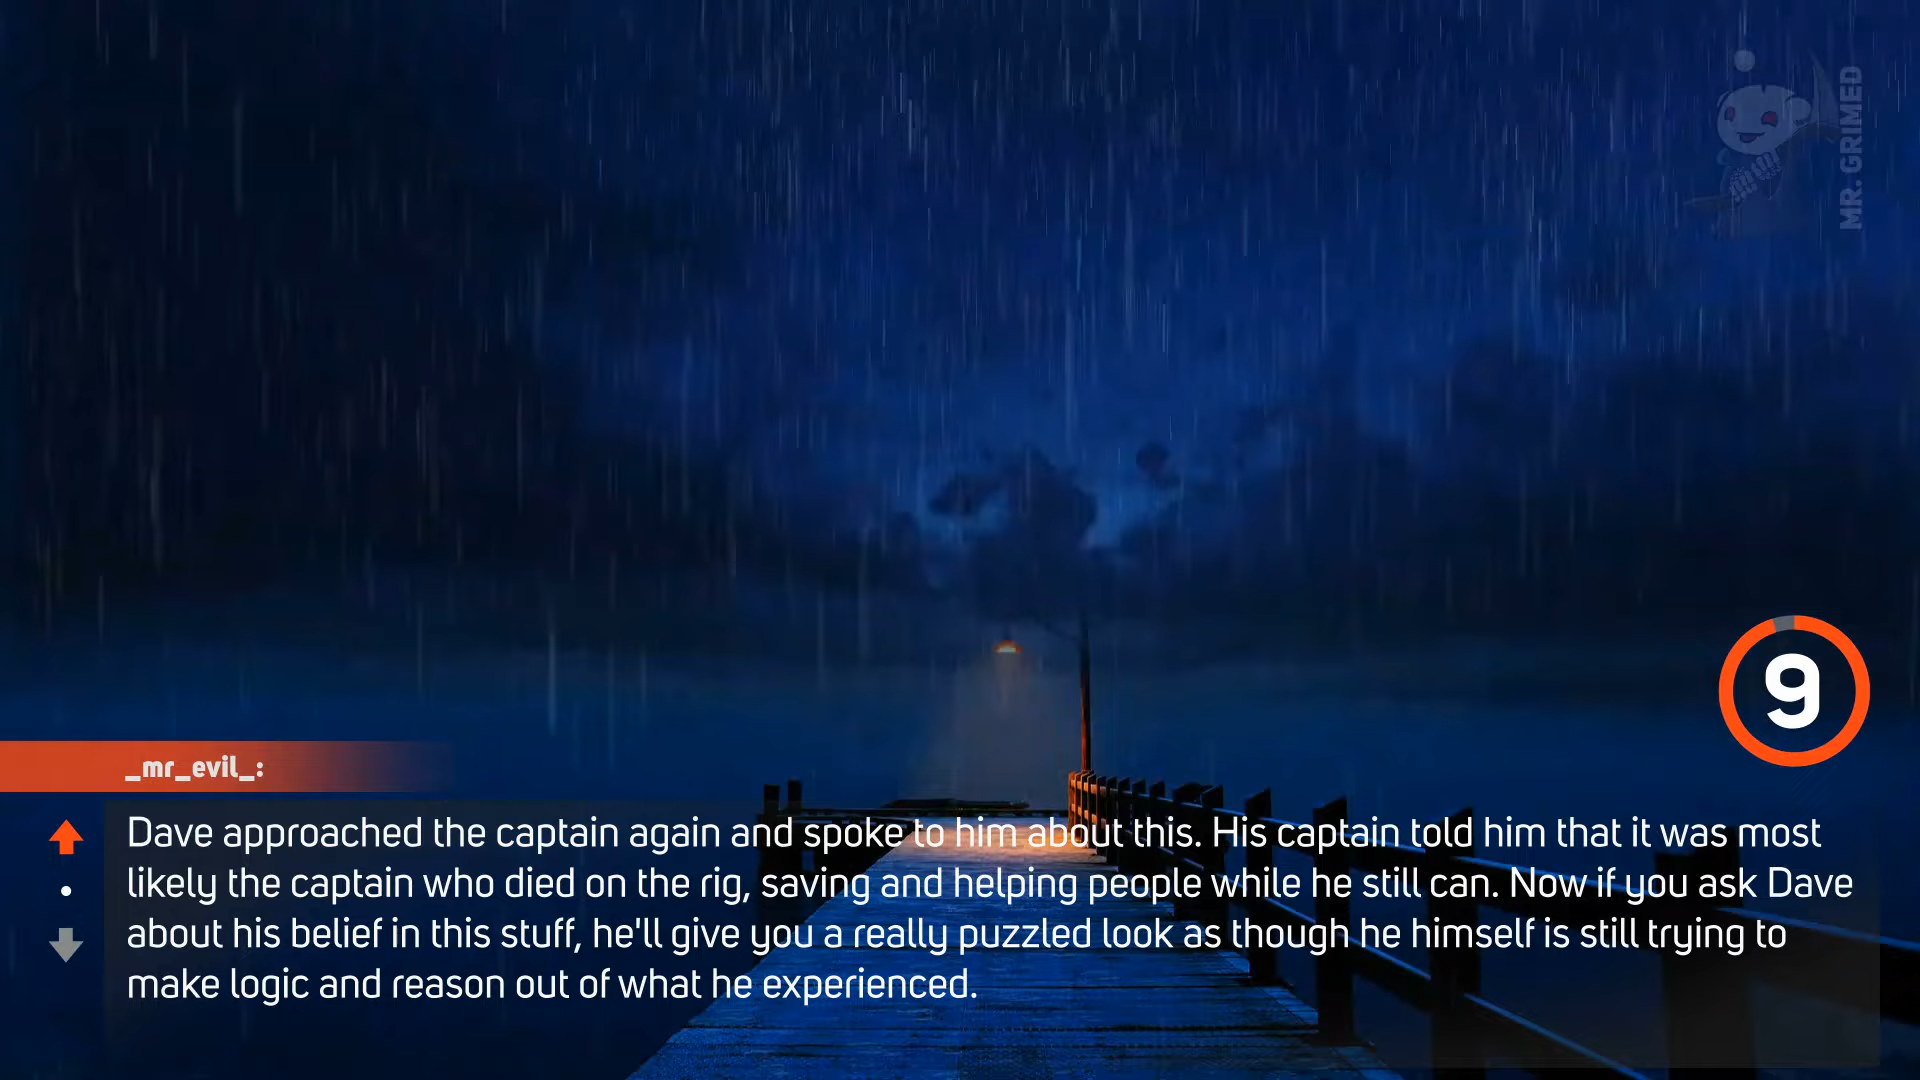 MR. GRIMED
9
_mr_evil_:
Dave approached the captain again and spoke to him about this. His captain told him that it was most
likely the captain who died on the rig, saving and helping people while he still can. Now if you ask Dave
about his belief in this stuff, he'll give you a really puzzled look as though he himself is still trying to
make logic and reason out of what he experienced.